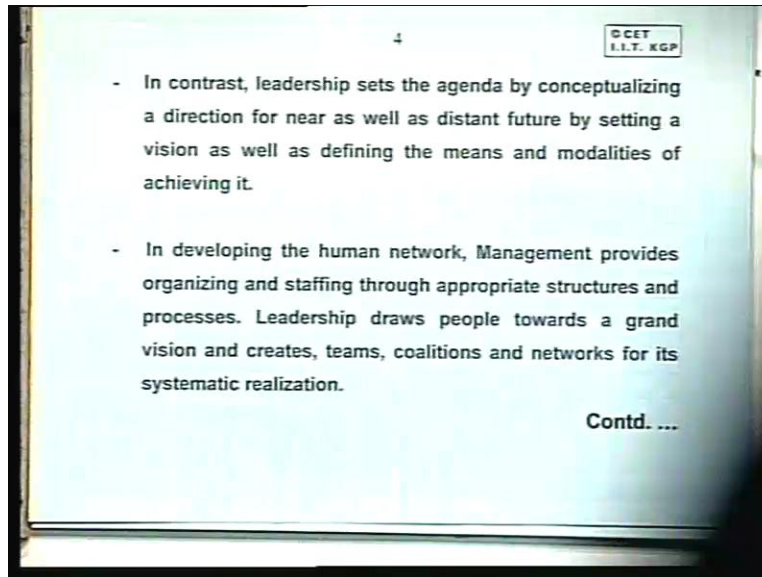 4
© CET
I.I.T. KGP
- In contrast, leadership sets the agenda by conceptualizing
a direction for near as well as distant future by setting a
vision as well as defining the means and modalities of
achieving it.
- In developing the human network, Management provides
organizing and staffing through appropriate structures and
processes. Leadership draws people towards a grand
vision and creates, teams, coalitions and networks for its
systematic realization.
Contd. ...